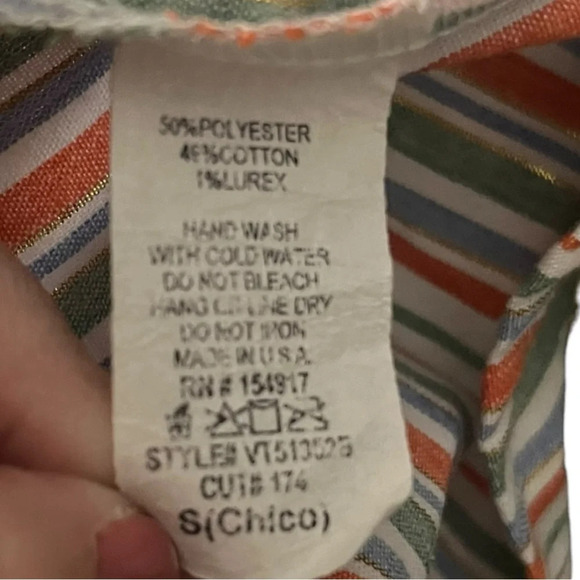 50%POLYESTER
49%COTTON
1%LUREX
HAND WASH
WITH COLD WATER
DO NOT BLEACH
HANG OR LINE DRY
DO NOT IRON
MADE IN U S A
RN # 154917
STYLE#
CUT# 174
S(Chico)